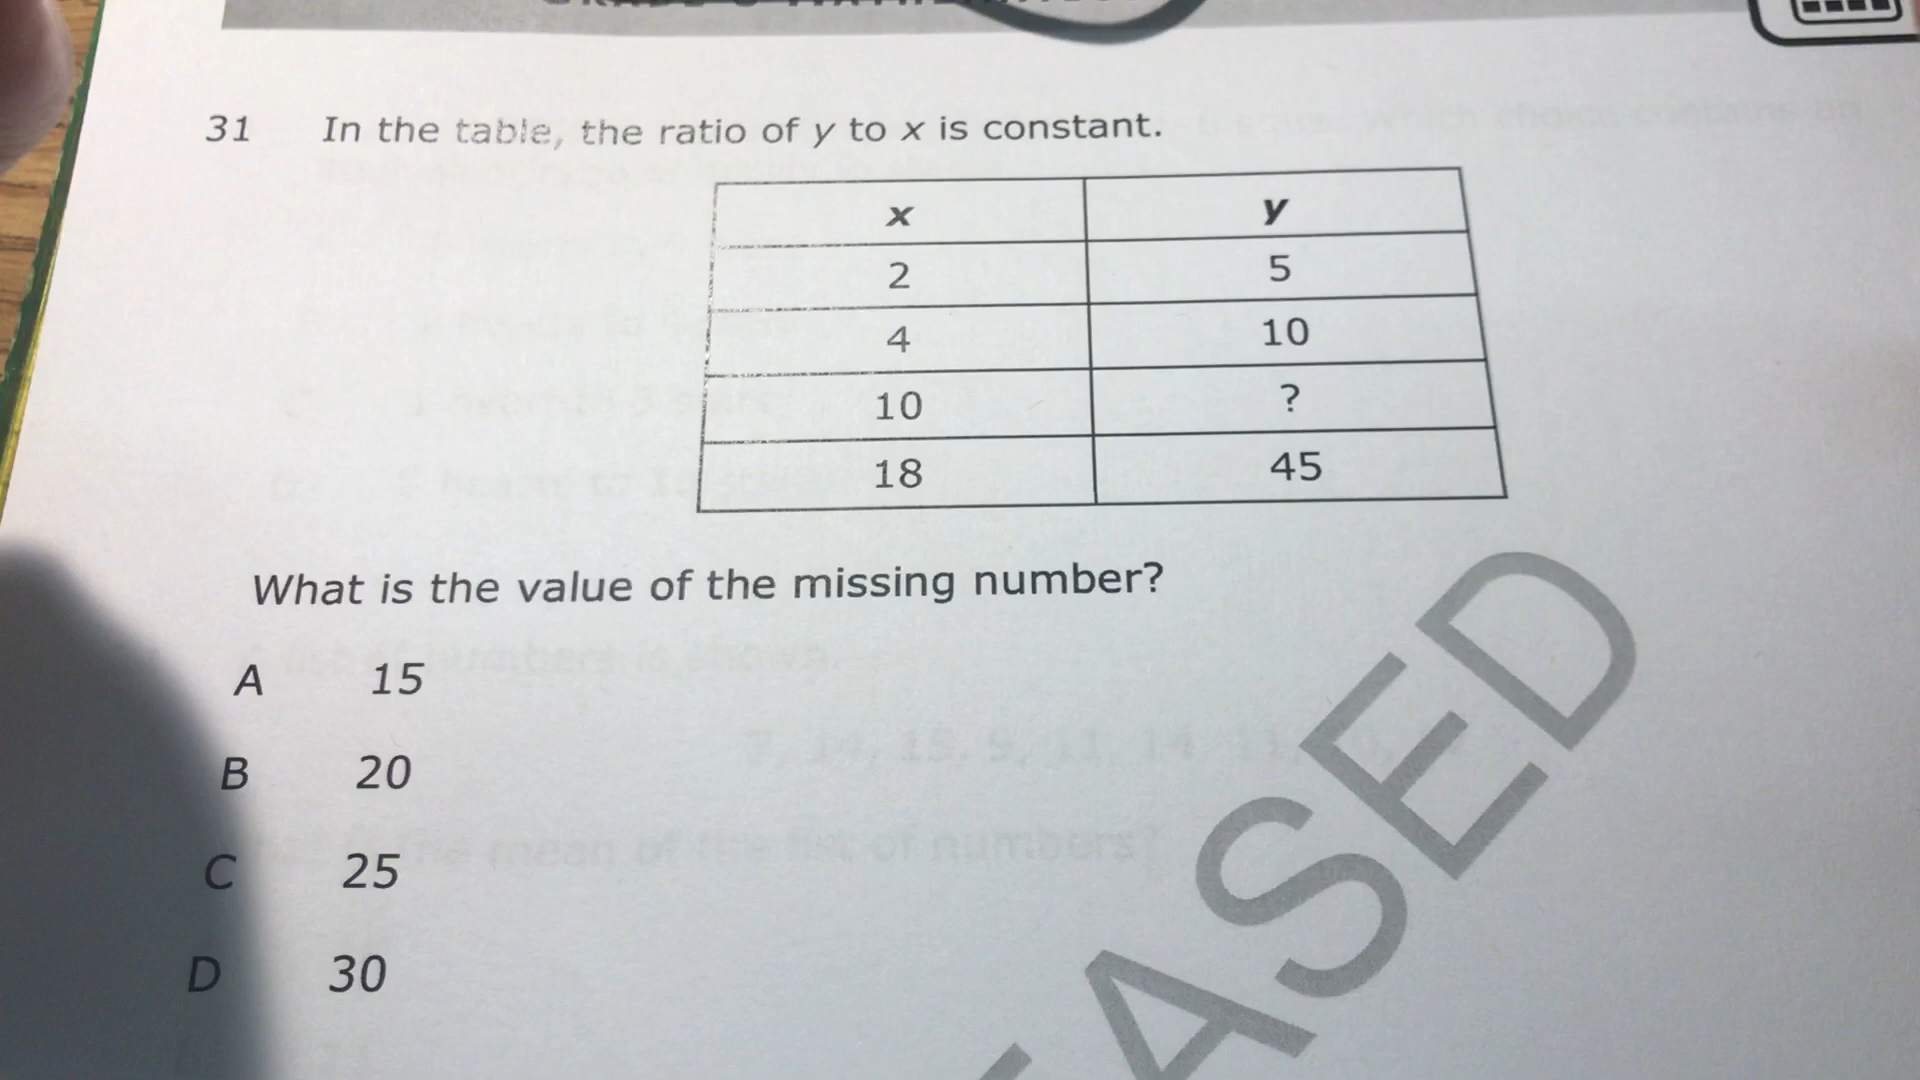 31 In the table, the ratio of y to x is constant.
x y
2 5
4 10
10 ?
18 45
What is the value of the missing number?
A 15
B 20
C 25
D 30